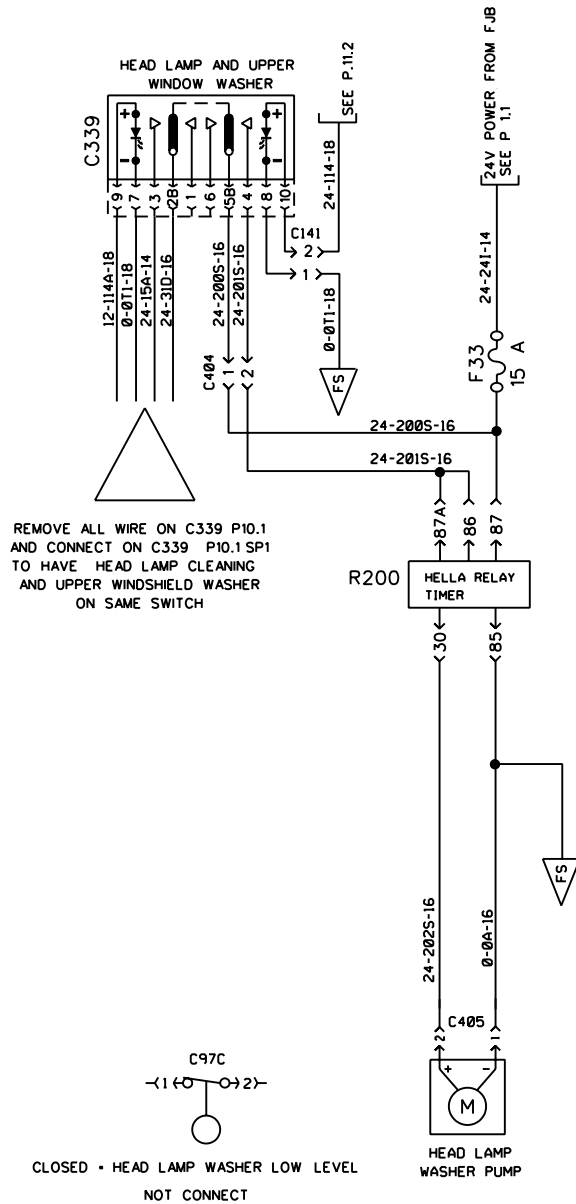 HEAD LAMP AND UPPER
WINDOW WASHER
C339
+
−
+
−
9
7
3
2B
1
6
5B
4
8
10
SEE P.11.2
24-114-18
C141
2
1
0-0T1-18
FS
24V POWER FROM FJB
SEE P 1.1
24-241-14
F33
15 A
12-114A-18
0-0T1-18
24-15A-14
24-31D-16
24-200S-16
24-201S-16
C404
1
2
24-200S-16
24-201S-16
REMOVE ALL WIRE ON C339 P10.1
AND CONNECT ON C339 P10.1 SP1
TO HAVE HEAD LAMP CLEANING
AND UPPER WINDSHIELD WASHER
ON SAME SWITCH
87A
86
87
R200
HELLA RELAY
TIMER
30
85
FS
24-202S-16
0-0A-16
C405
2
1
+
−
M
HEAD LAMP
WASHER PUMP
C97C
1
2
CLOSED = HEAD LAMP WASHER LOW LEVEL
NOT CONNECT